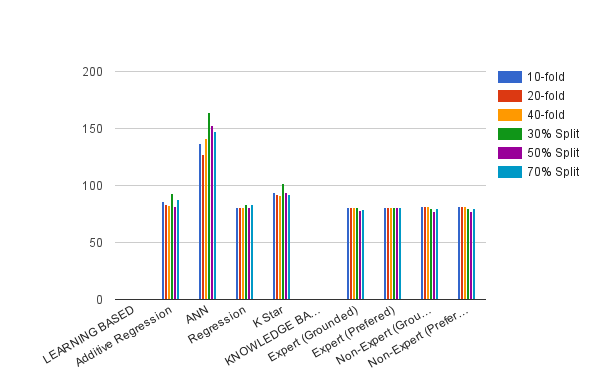 200
150
100
50
0
LEARNING BASED
Additive Regression
ANN
Regression
K Star
KNOWLEDGE BA...
Expert (Grounded)
Expert (Prefered)
Non-Expert (Grou...
Non-Expert (Prefer...
10-fold
20-fold
40-fold
30% Split
50% Split
70% Split